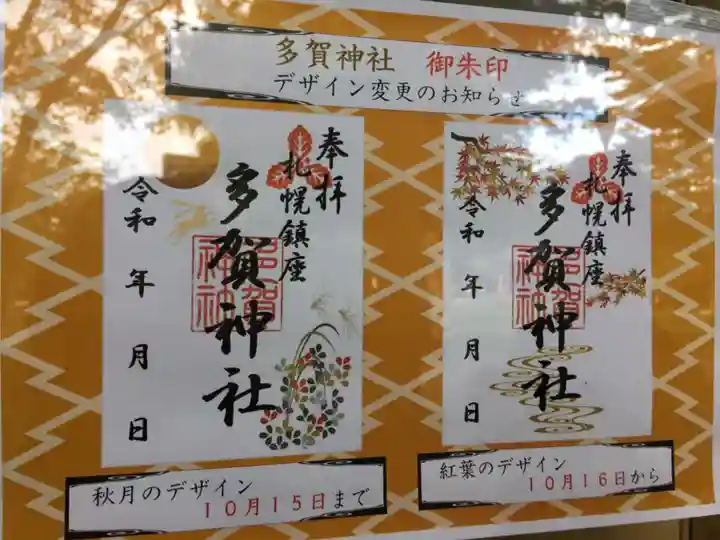 多賀神社 御朱印
デザイン変更のお知らせ
奉拝
札幌鎮座
多賀神社
令和 年 月 日
奉拝
札幌鎮座
多賀神社
令和 年 月 日
秋月のデザイン
10月15日まで
紅葉のデザイン
10月16日から